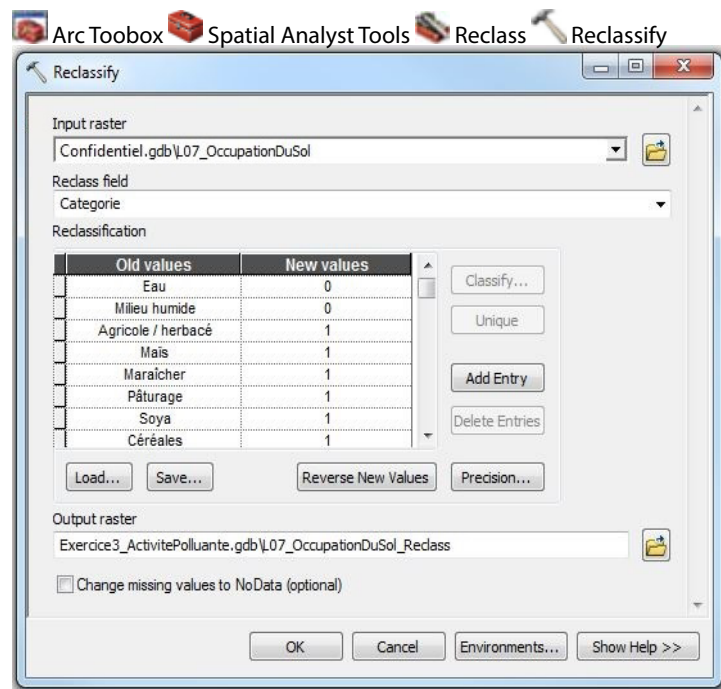 Arc Toobox Spatial Analyst Tools Reclass Reclassify
Reclassify
Input raster
Confidentiel.gdb\L07_OccupationDuSol
Reclass field
Categorie
Reclassification
Old values New values
Eau 0
Milieu humide 0
Agricole / herbacé 1
Maïs 1
Maraîcher 1
Pâturage 1
Soya 1
Céréales 1
Classify...
Unique
Add Entry
Delete Entries
Load... Save... Reverse New Values Precision...
Output raster
Exercice3_ActivitePolluante.gdb\L07_OccupationDuSol_Reclass
Change missing values to NoData (optional)
OK Cancel Environments... Show Help >>